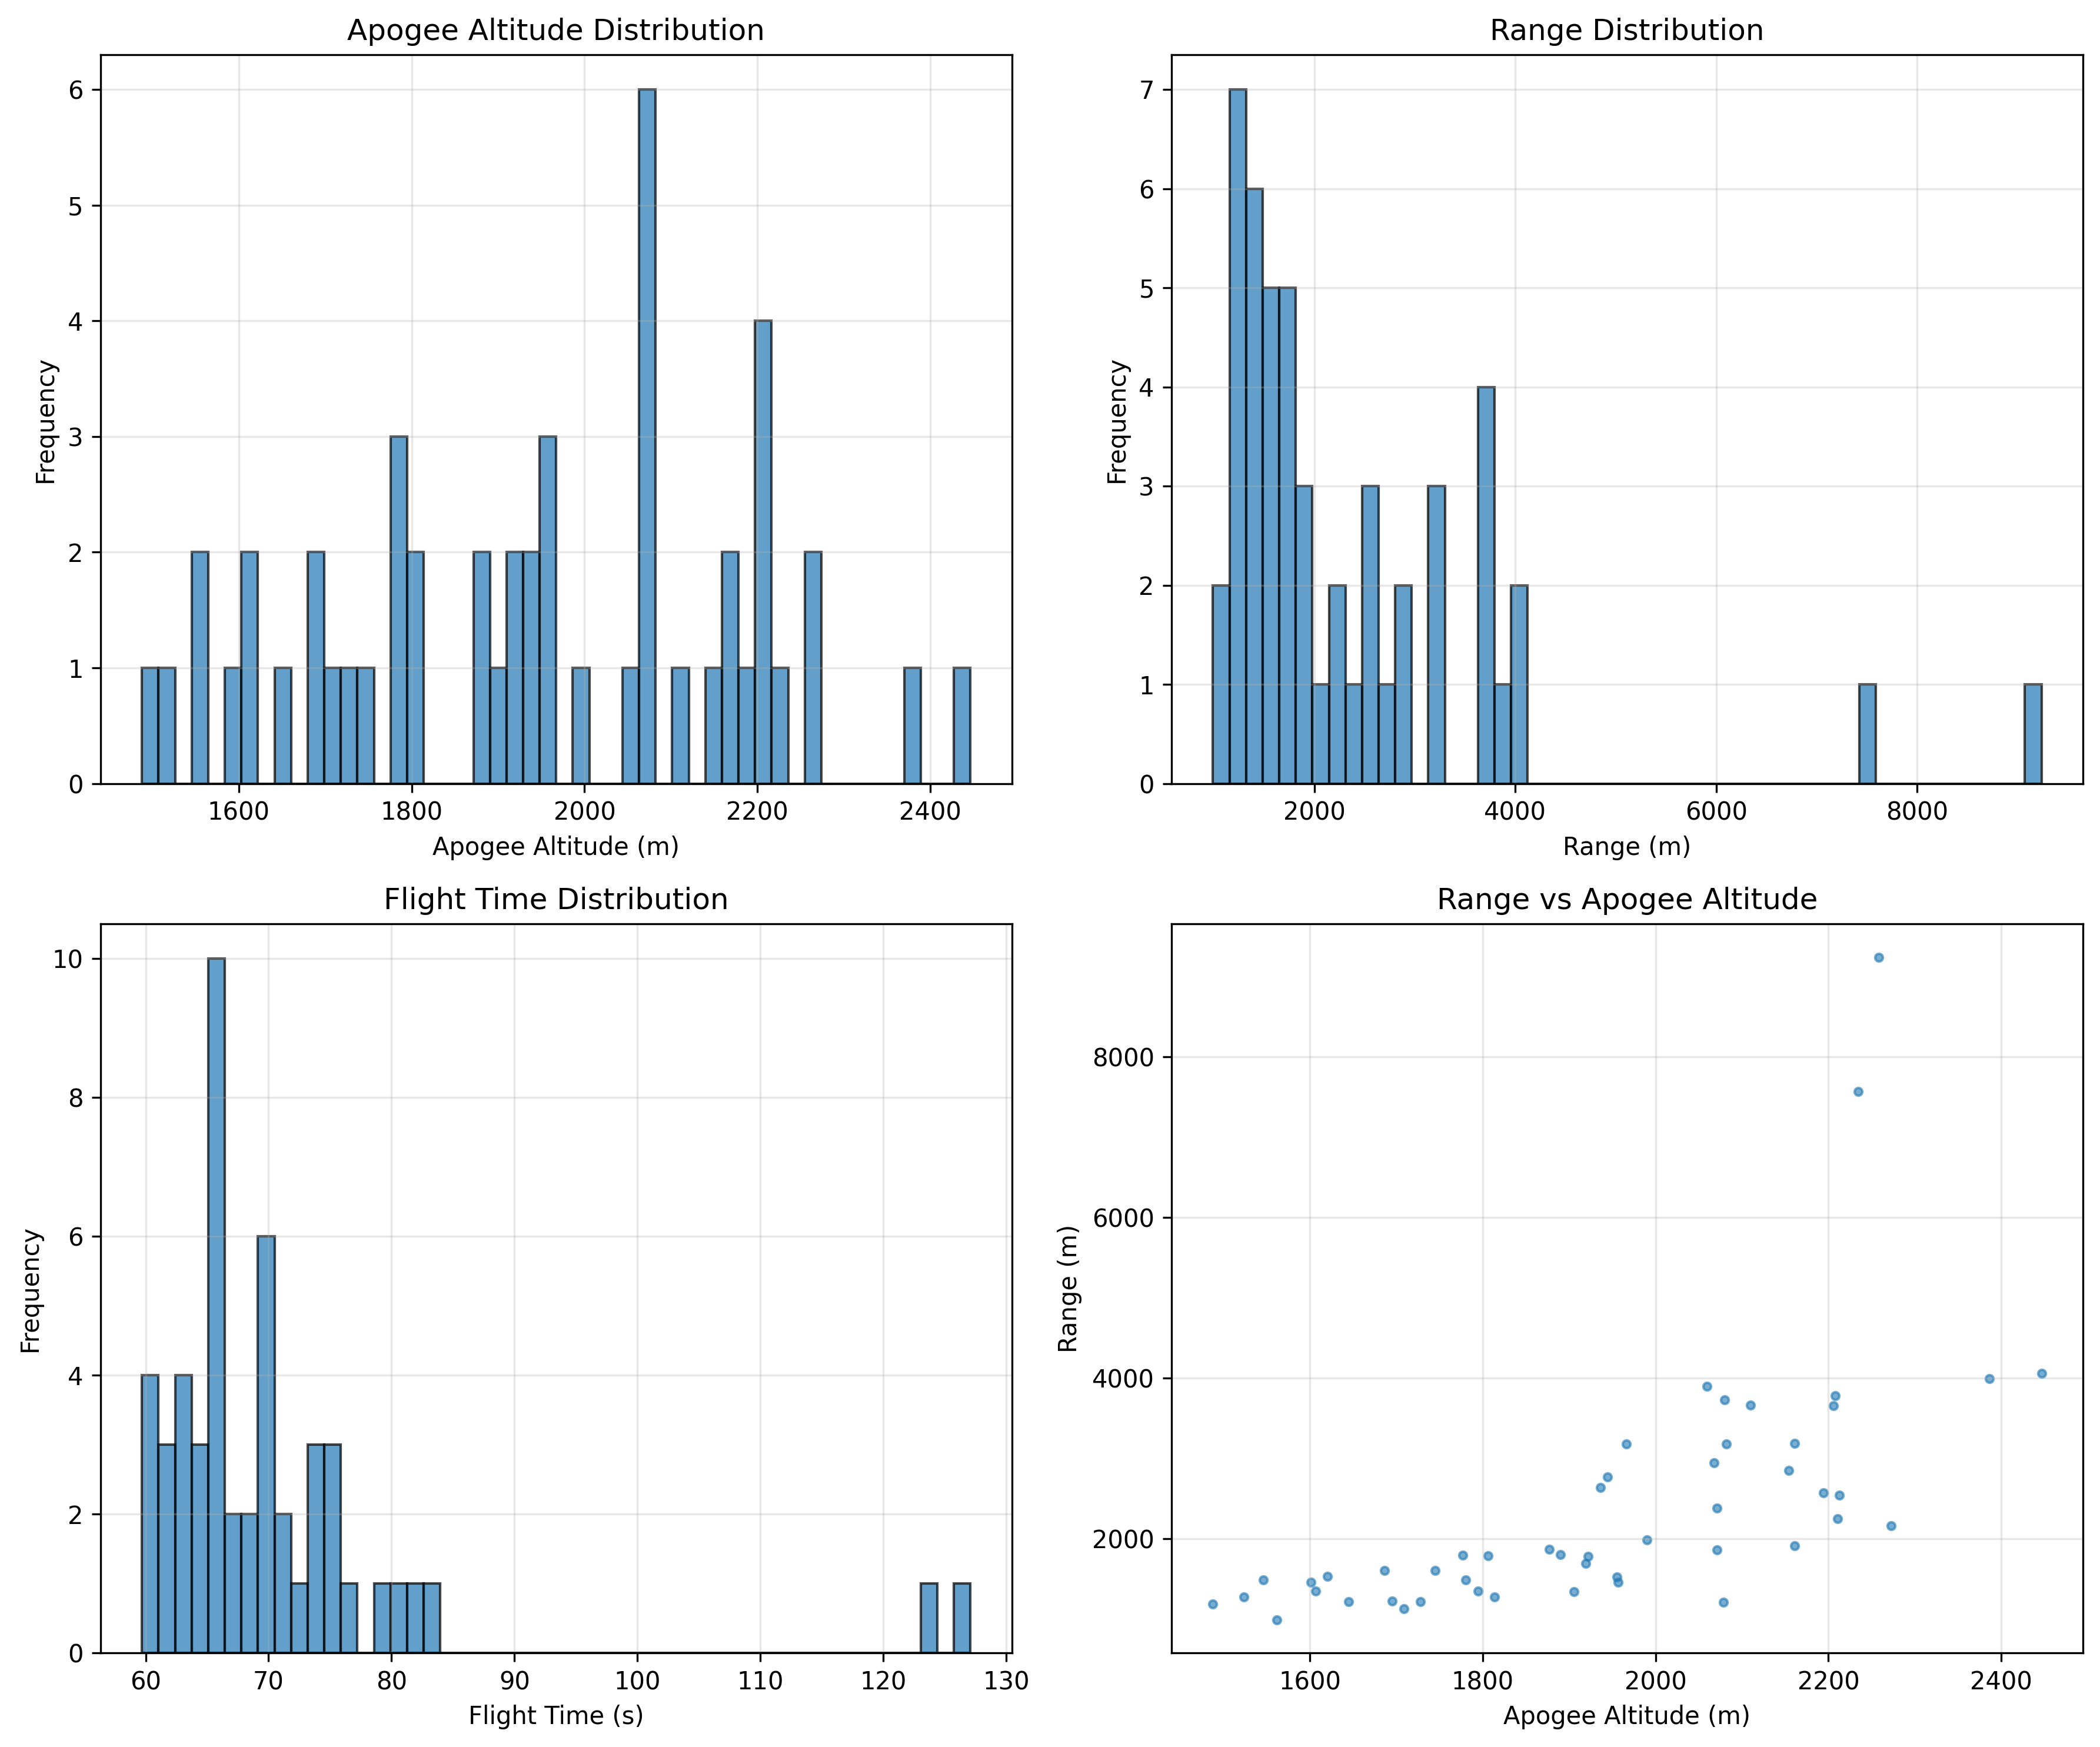 Apogee Altitude Distribution
Frequency
6
5
4
3
2
1
0
1600 1800 2000 2200 2400
Apogee Altitude (m)
Range Distribution
Frequency
7
6
5
4
3
2
1
0
2000 4000 6000 8000
Range (m)
Flight Time Distribution
Frequency
10
8
6
4
2
0
60 70 80 90 100 110 120 130
Flight Time (s)
Range vs Apogee Altitude
Range (m)
8000
6000
4000
2000
1600 1800 2000 2200 2400
Apogee Altitude (m)